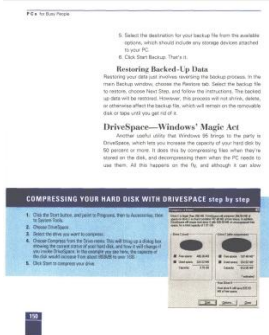 PCs for Busy People
5. Select the destination for your backup file from the available
options, which should include any storage devices attached
to your PC.
6. Click Start Backup. That's it.
Restoring Backed-Up Data
Restoring your data just involves reversing the backup process. In the
main Backup window, choose the Restore tab. Select the backup file
to restore, choose Next Step, and follow the instructions. The backed
up data will be restored. However, this process will not shrink, delete,
or otherwise affect the backup file, which will remain on the removable
disk or tape until you get rid of it.
DriveSpace—Windows' Magic Act
Another useful utility that Windows 95 brings to the party is
DriveSpace, which lets you increase the capacity of your hard disk by
50 percent or more. It does this by compressing files when they're
stored on the disk, and decompressing them when the PC needs to
use them. All this happens on the fly, and although it can slow
COMPRESSING YOUR HARD DISK WITH DRIVESPACE step by step
1. Click the Start button, and point to Programs, then to Accessories, then
to System Tools.
2. Choose DriveSpace.
3. Select the drive you want to compress.
4. Choose Compress from the Drive menu. This will bring up a dialog box
showing the current status of your hard disk, and how it will change if
you
5. Click Start to compress your drive.
150